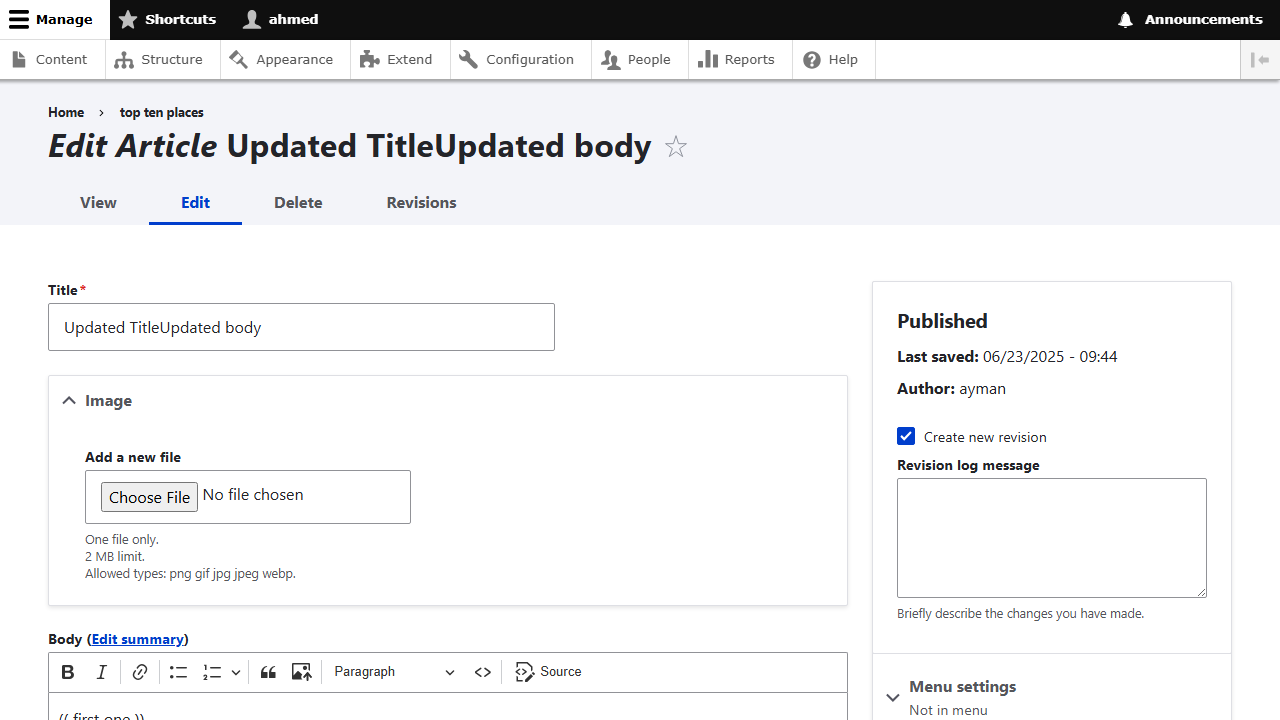 Manage Shortcuts ahmed Announcements
Content Structure Appearance Extend Configuration People Reports Help
Home › top ten places
Edit Article Updated TitleUpdated body
View Edit Delete Revisions
Title*
Updated TitleUpdated body
Image
Add a new file
Choose File No file chosen
One file only.
2 MB limit.
Allowed types: png gif jpg jpeg webp.
Body (Edit summary)
B I Paragraph Source
(( first one ))
Published
Last saved: 06/23/2025 - 09:44
Author: ayman
Create new revision
Revision log message
Briefly describe the changes you have made.
Menu settings
Not in menu